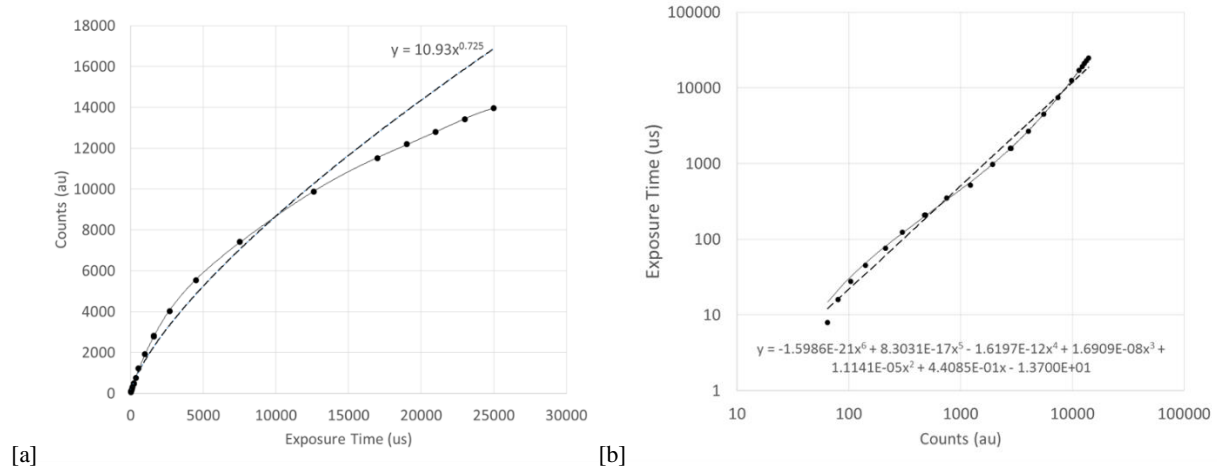 18000
16000
14000
12000
10000
8000
6000
4000
2000
0
Counts (au)
y = 10.93x^0.725
0 5000 10000 15000 20000 25000 30000
Exposure Time (us)
[a]
100000
10000
1000
100
10
1
Exposure Time (us)
y = -1.5986E-21x^6 + 8.3031E-17x^5 - 1.6197E-12x^4 + 1.6909E-08x^3 +
1.1141E-05x^2 + 4.4085E-01x - 1.3700E+01
10 100 1000 10000 100000
Counts (au)
[b]